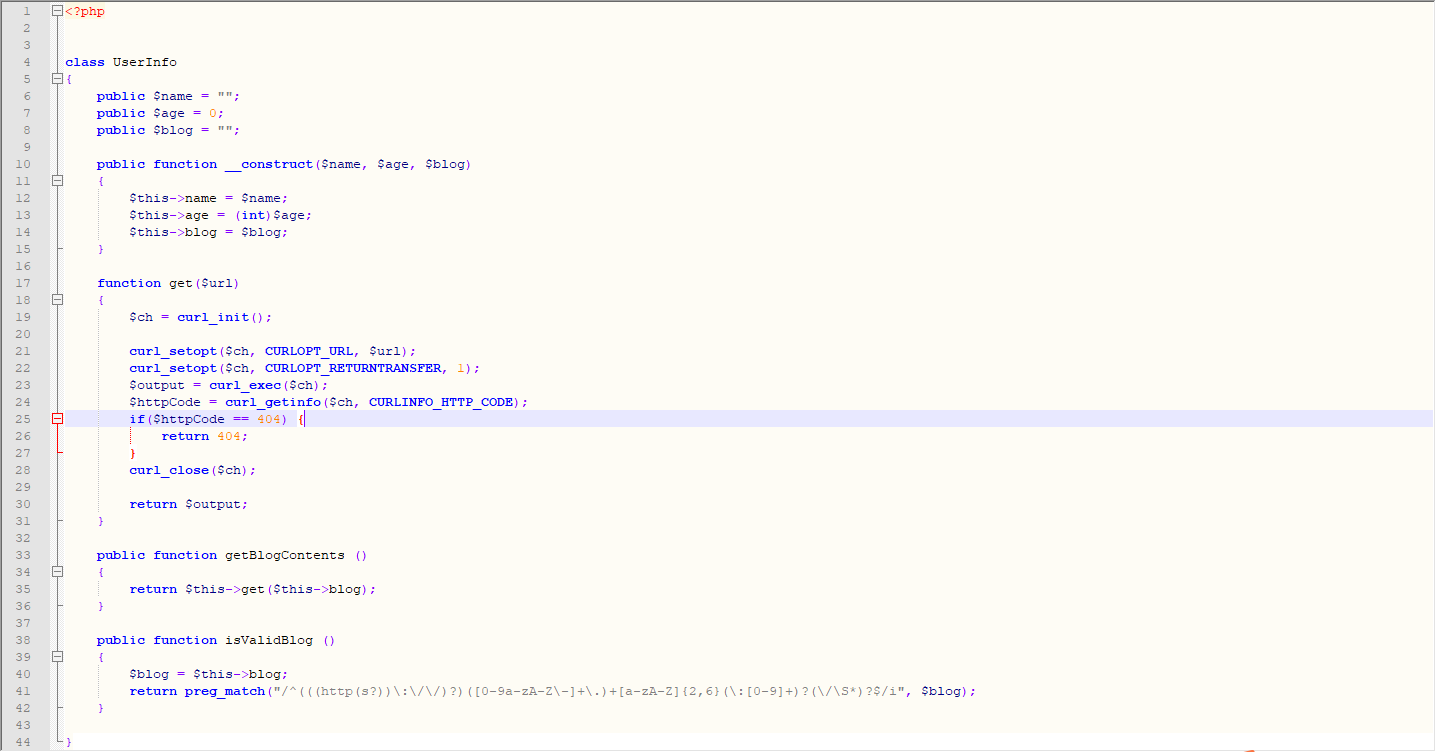 1 <?php
2
3
4 class UserInfo
5 {
6 public $name = "";
7 public $age = 0;
8 public $blog = "";
9
10 public function __construct($name, $age, $blog)
11 {
12 $this->name = $name;
13 $this->age = (int)$age;
14 $this->blog = $blog;
15 }
16
17 function get($url)
18 {
19 $ch = curl_init();
20
21 curl_setopt($ch, CURLOPT_URL, $url);
22 curl_setopt($ch, CURLOPT_RETURNTRANSFER, 1);
23 $output = curl_exec($ch);
24 $httpCode = curl_getinfo($ch, CURLINFO_HTTP_CODE);
25 if($httpCode == 404) {
26 return 404;
27 }
28 curl_close($ch);
29
30 return $output;
31 }
32
33 public function getBlogContents ()
34 {
35 return $this->get($this->blog);
36 }
37
38 public function isValidBlog ()
39 {
40 $blog = $this->blog;
41 return preg_match("/^(((http(s?))\:\/\/)?)([0-9a-zA-Z\-]+\.)+[a-zA-Z]{2,6}(\:[0-9]+)?(\/\S*)?$/i", $blog);
42 }
43
44 }